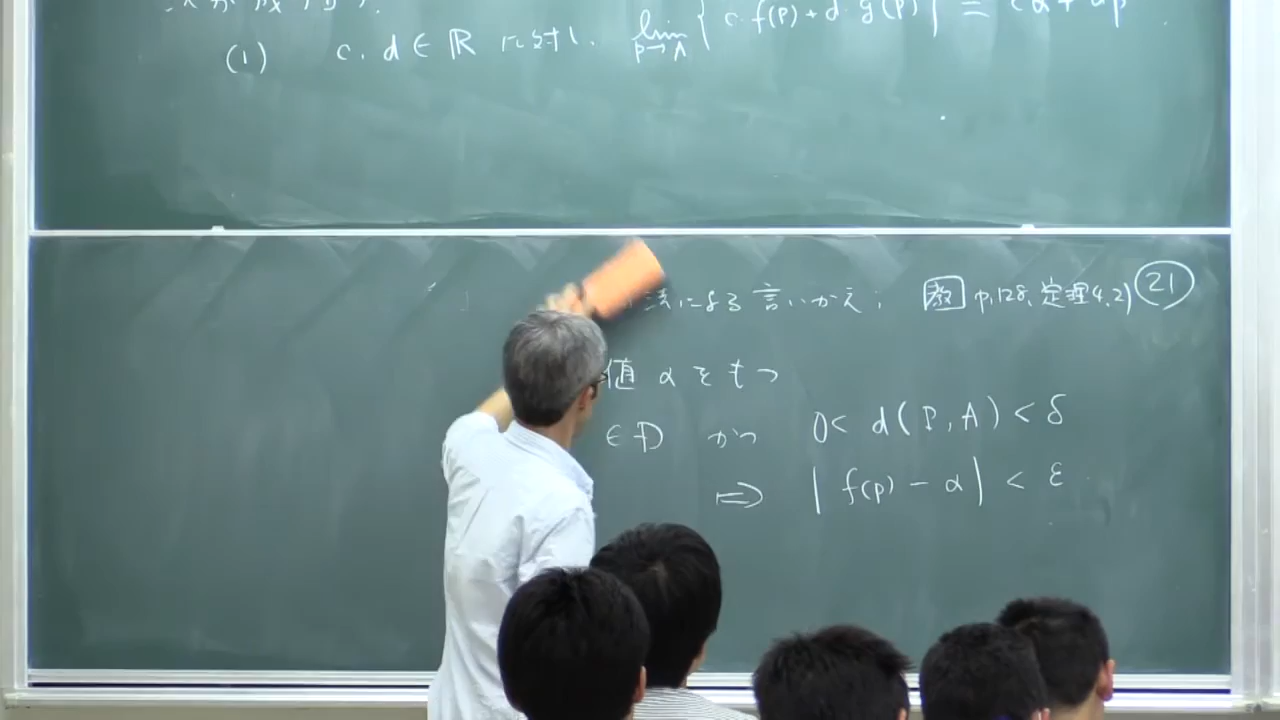 次が成り立つ.
(1) c, d ∈ ℝ に対し, lim_{P→A} { c·f(P) + d·g(P) } = cα + dβ.
法による言いかえ; 教 p.128, 定理4.2) 21
値 α をもつ
∈ D かつ 0 < d(P, A) < δ
⇒ | f(P) − α | < ε